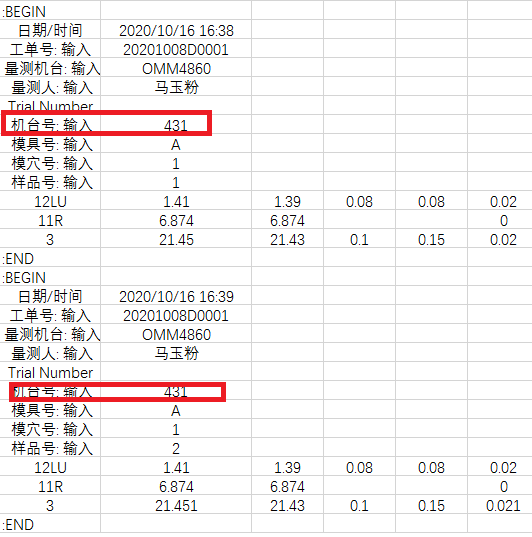 :BEGIN
日期/时间 2020/10/16 16:38
工单号: 输入 20201008D0001
量测机台: 输入 OMM4860
量测人: 输入 马玉粉
Trial Number
机台号: 输入 431
模具号: 输入 A
模穴号: 输入 1
样品号: 输入 1
12LU 1.41 1.39 0.08 0.08 0.02
11R 6.874 6.874 0
3 21.45 21.43 0.1 0.15 0.02
:END
:BEGIN
日期/时间 2020/10/16 16:39
工单号: 输入 20201008D0001
量测机台: 输入 OMM4860
量测人: 输入 马玉粉
Trial Number
机台号: 输入 431
模具号: 输入 A
模穴号: 输入 1
样品号: 输入 2
12LU 1.41 1.39 0.08 0.08 0.02
11R 6.874 6.874 0
3 21.451 21.43 0.1 0.15 0.021
:END